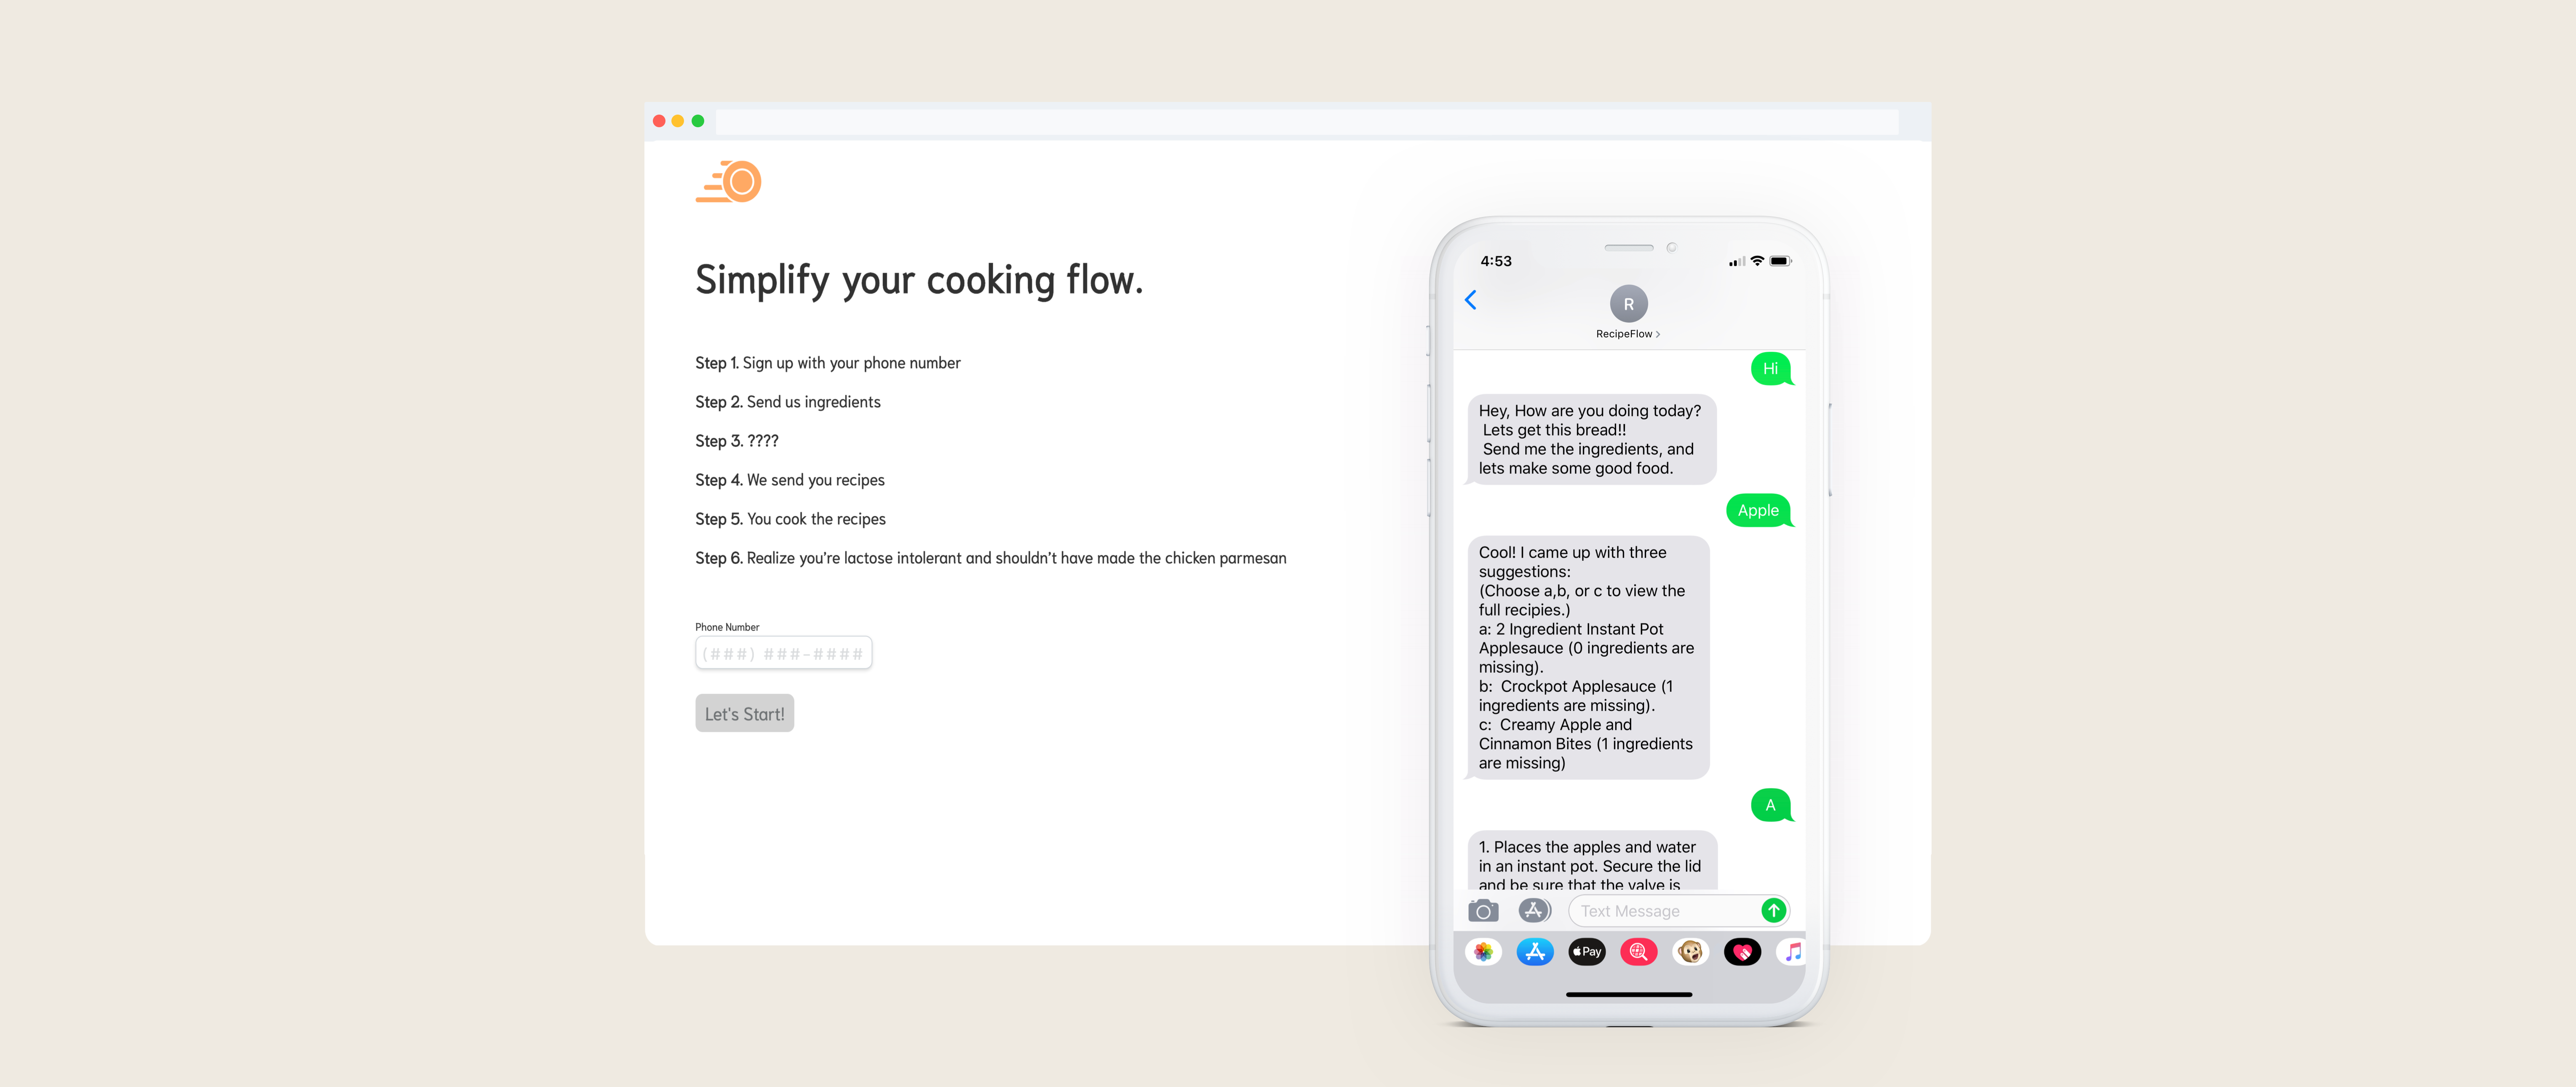 Simplify your cooking flow.
Step 1. Sign up with your phone number
Step 2. Send us ingredients
Step 3. ????
Step 4. We send you recipes
Step 5. You cook the recipes
Step 6. Realize you're lactose intolerant and shouldn't have made the chicken parmesan
Phone Number
(###) ###-####
Let's Start!
4:53
R
RecipeFlow >
Hi
Hey, How are you doing today?
Lets get this bread!!
Send me the ingredients, and
lets make some good food.
Apple
Cool! I came up with three
suggestions:
(Choose a,b, or c to view the
full recipies.)
a: 2 Ingredient Instant Pot
Applesauce (0 ingredients are
missing).
b: Crockpot Applesauce (1
ingredients are missing).
c: Creamy Apple and
Cinnamon Bites (1 ingredients
are missing)
A
1. Places the apples and water
in an instant pot. Secure the lid
and be sure that the valve is
Text Message
Pay